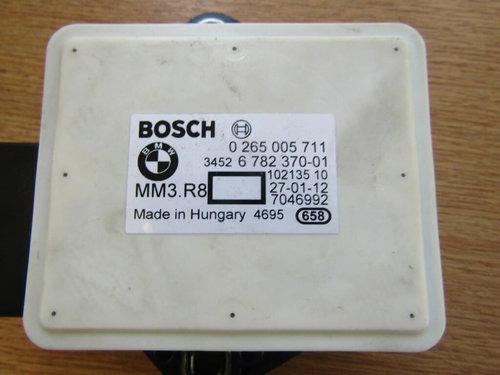 BOSCH
0 265 005 711
BMW
3452 6 782 370-01
102135 10
MM3.R8
27-01-12
7046992
Made in Hungary 4695 658